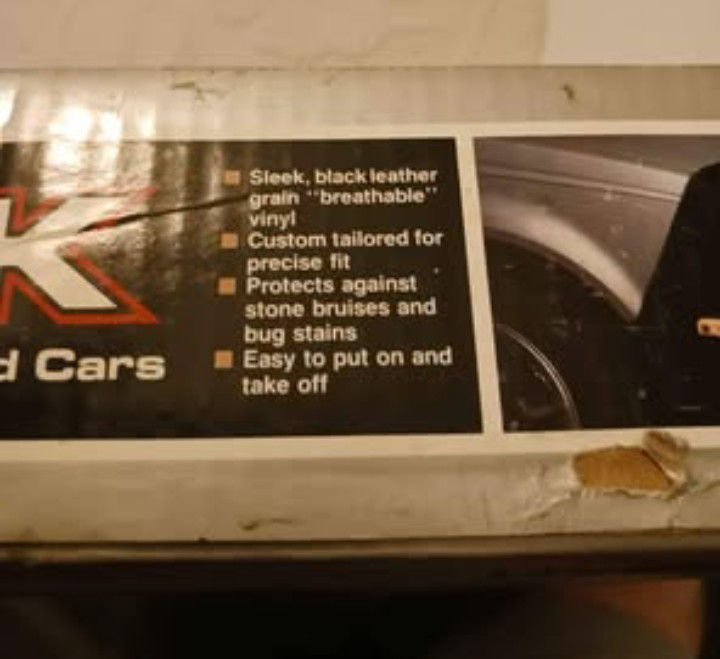 K
d Cars
Sleek, black leather
grain "breathable"
vinyl
Custom tailored for
precise fit
Protects against
stone bruises and
bug stains
Easy to put on and
take off